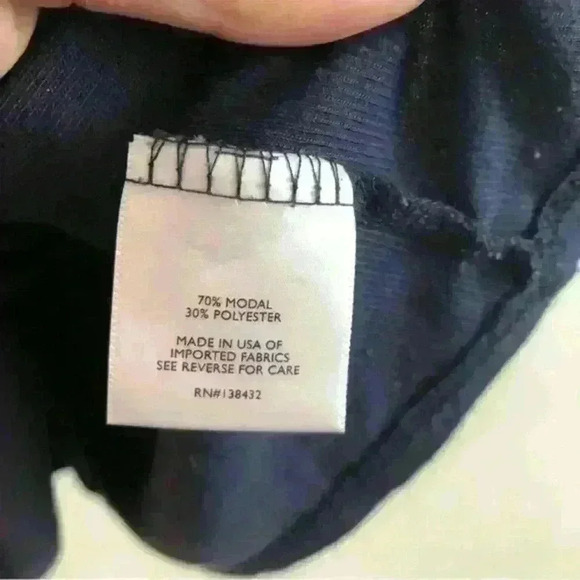 70% MODAL
30% POLYESTER
MADE IN USA OF
IMPORTED FABRICS
SEE REVERSE FOR CARE
RN#138432